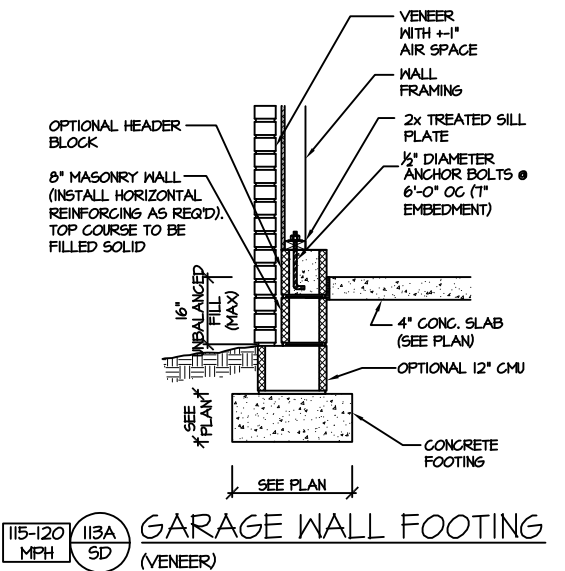 VENEER
WITH +-1"
AIR SPACE
WALL
FRAMING
2x TREATED SILL
PLATE
½" DIAMETER
ANCHOR BOLTS @
6'-0" OC (7"
EMBEDMENT)
OPTIONAL HEADER
BLOCK
8" MASONRY WALL
(INSTALL HORIZONTAL
REINFORCING AS REQ'D).
TOP COURSE TO BE
FILLED SOLID
16"
UNBALANCED
FILL
(MAX)
4" CONC. SLAB
(SEE PLAN)
OPTIONAL 12" CMU
SEE
PLAN
CONCRETE
FOOTING
SEE PLAN
115-120
MPH
113A
SD
GARAGE WALL FOOTING
(VENEER)